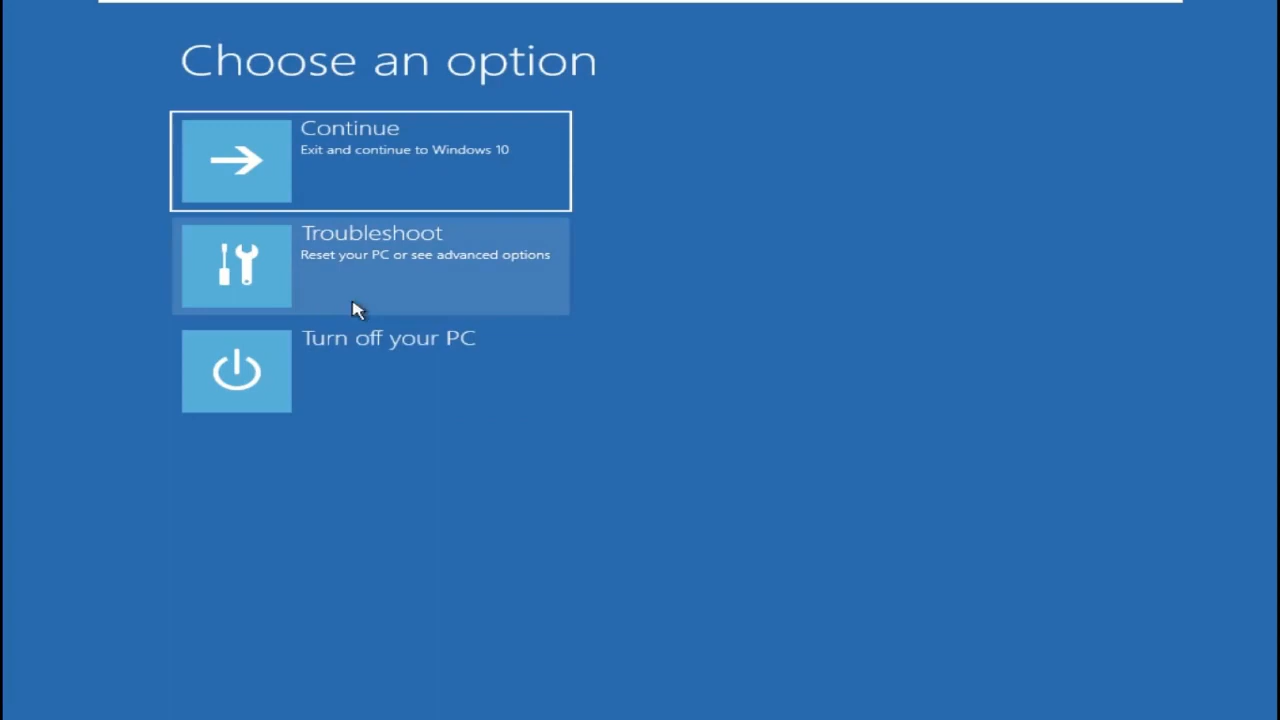 Choose an option
Continue
Exit and continue to Windows 10
Troubleshoot
Reset your PC or see advanced options
Turn off your PC